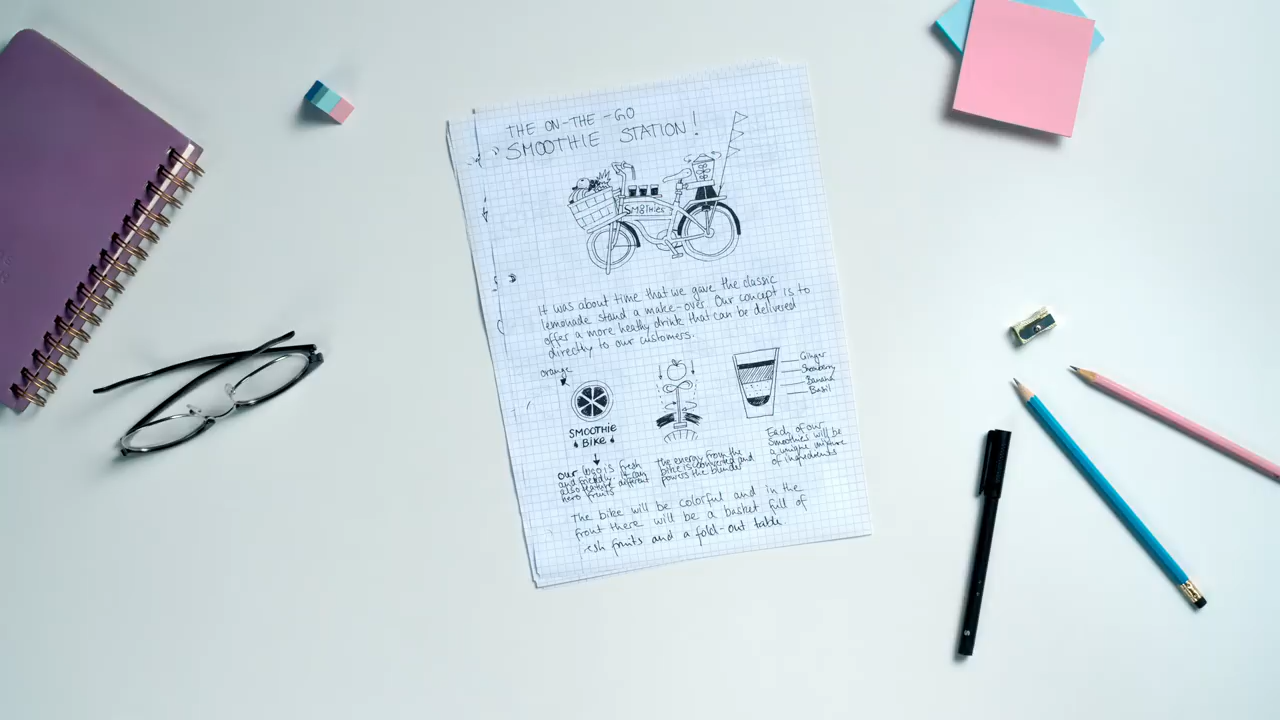 THE ON-THE-GO
SMOOTHIE STATION!
SM8THIES
It was about time that we gave the classic
lemonade stand a make-over. Our concept is to
offer a more healty drink that can be delivered
directly to our customers.
orange
SMOOTHIE
BIKE
Ginger
Strawberry
Banana
Basil
our logo is fresh
and friendly. it can
also feature different
hero fruits
the energy from the
bike is converted and
powers the blender
Each of our
Smoothies will be
a unique mixture
of ingredients
The bike will be colorful and in the
front there will be a basket full of
fruits and a fold-out table